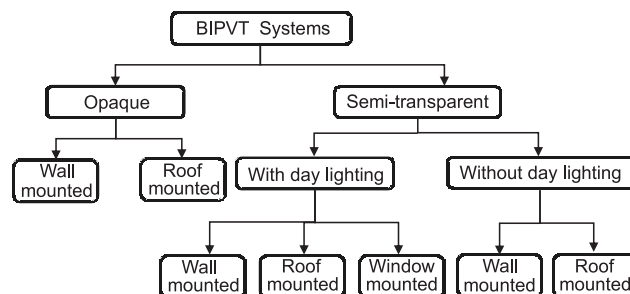 BIPVT Systems
Opaque
Semi-transparent
Wall
mounted
Roof
mounted
With day lighting
Without day lighting
Wall
mounted
Roof
mounted
Window
mounted
Wall
mounted
Roof
mounted